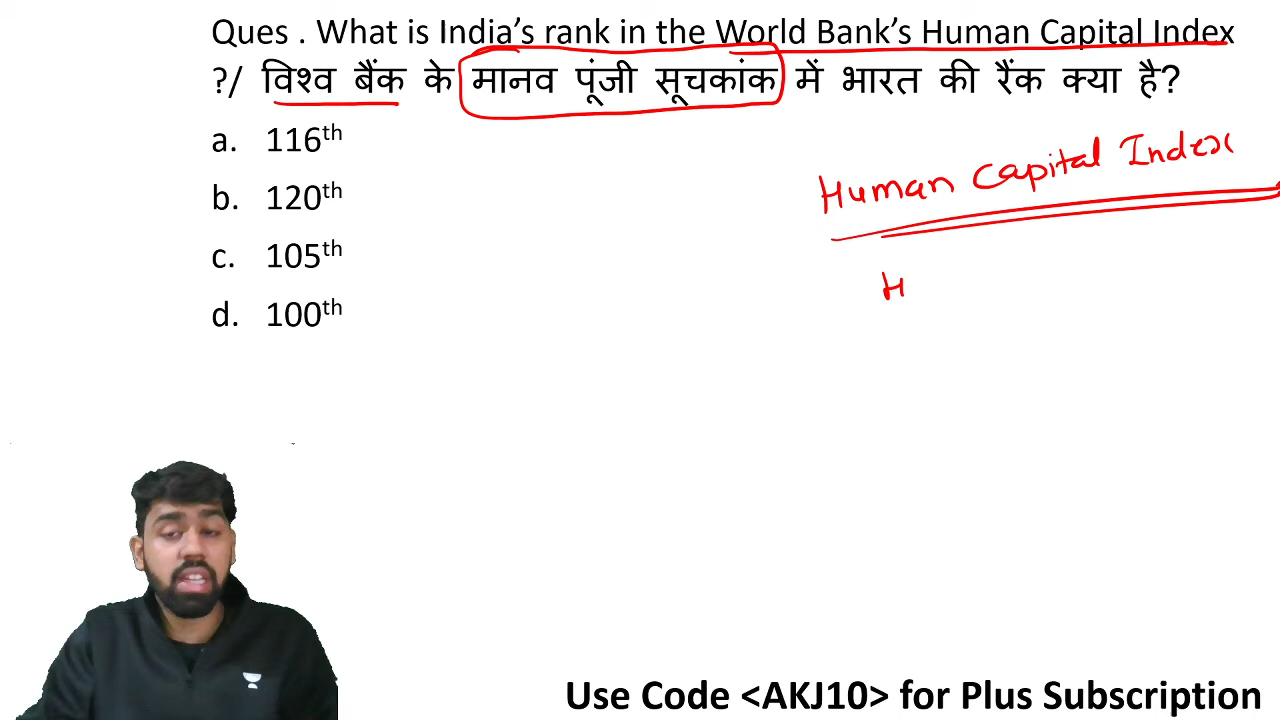 Ques . What is India's rank in the World Bank's Human Capital Index
?/ विश्व बैंक के मानव पूंजी सूचकांक में भारत की रैंक क्या है?
a. 116th
b. 120th
c. 105th
d. 100th
Human Capital Index
H
Use Code <AKJ10> for Plus Subscription